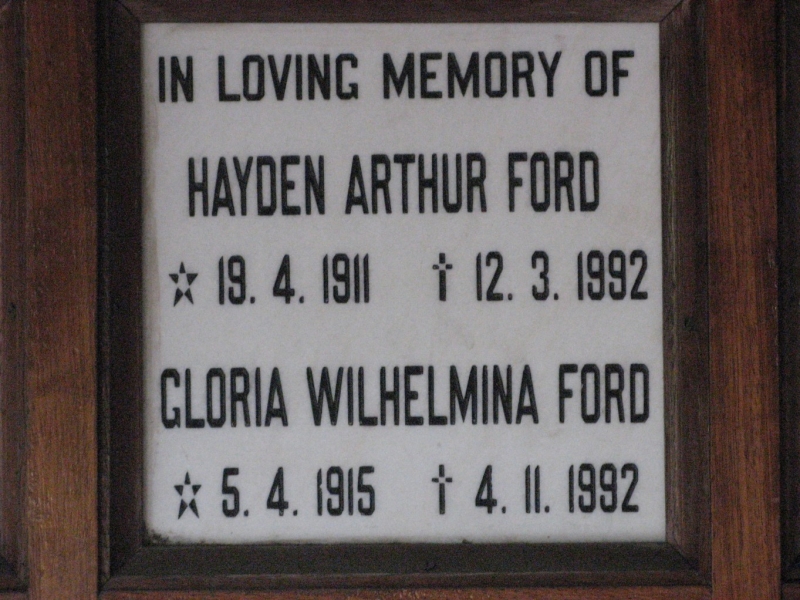 IN LOVING MEMORY OF
HAYDEN ARTHUR FORD
☆ 19. 4. 1911 † 12. 3. 1992
GLORIA WILHELMINA FORD
☆ 5. 4. 1915 † 4. 11. 1992